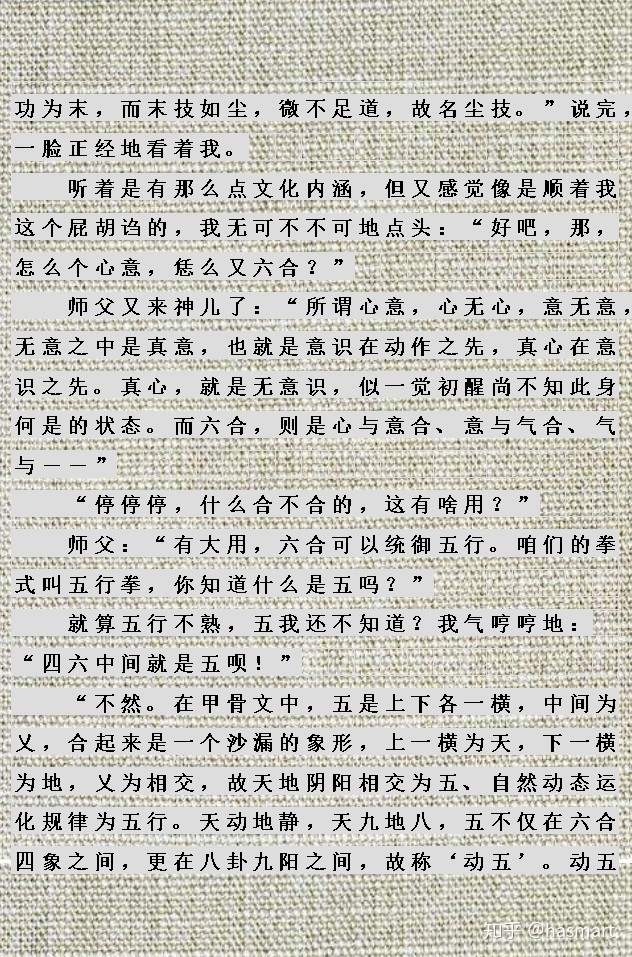 功为末，而末技如尘，微不足道，故名尘技。”说完，
一脸正经地看着我。
听着是有那么点文化内涵，但又感觉像是顺着我
这个屁胡诌的，我无可不不可地点头：“好吧，那，
怎么个心意，恁么又六合？”
师父又来神儿了：“所谓心意，心无心，意无意，
无意之中是真意，也就是意识在动作之先，真心在意
识之先。真心，就是无意识，似一觉初醒尚不知此身
何是的状态。而六合，则是心与意合、意与气合、气
与——”
“停停停，什么合不合的，这有啥用？”
师父：“有大用，六合可以统御五行。咱们的拳
式叫五行拳，你知道什么是五吗？”
就算五行不熟，五我还不知道？我气哼哼地：
“四六中间就是五呗！”
“不然。在甲骨文中，五是上下各一横，中间为
乂，合起来是一个沙漏的象形，上一横为天，下一横
为地，乂为相交，故天地阴阳相交为五、自然动态运
化规律为五行。天动地静，天九地八，五不仅在六合
四象之间，更在八卦九阳之间，故称‘动五’。动五
知乎 @hasmart